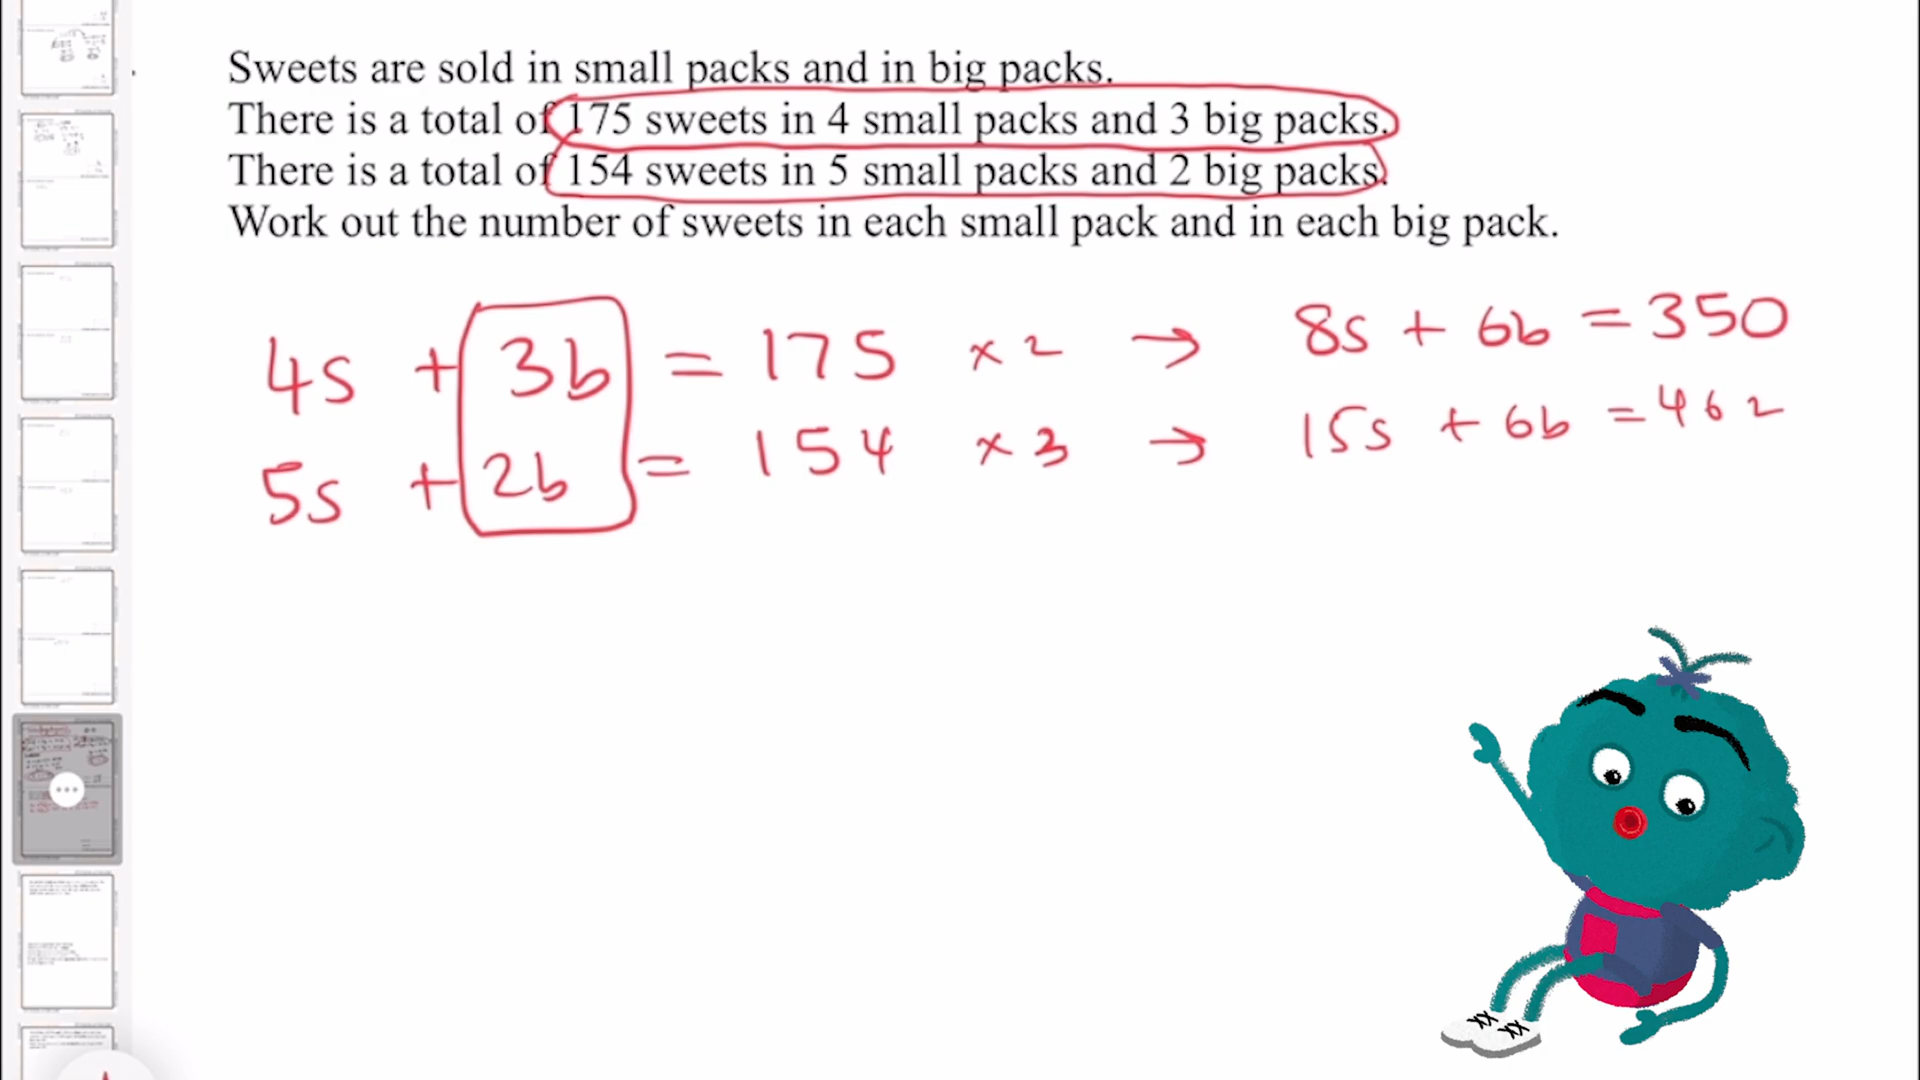 Sweets are sold in small packs and in big packs.
There is a total of 175 sweets in 4 small packs and 3 big packs.
There is a total of 154 sweets in 5 small packs and 2 big packs.
Work out the number of sweets in each small pack and in each big pack.
4s + 3b = 175 × 2 → 8s + 6b = 350
5s + 2b = 154 × 3 → 15s + 6b = 462